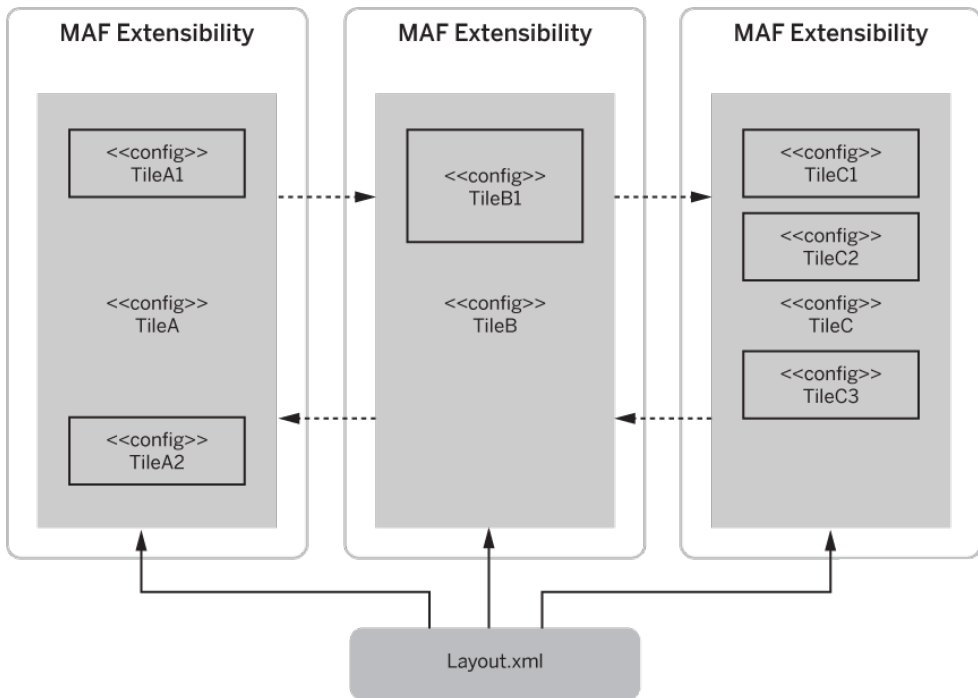 MAF Extensibility
<<config>>
TileA1
<<config>>
TileA
<<config>>
TileA2
MAF Extensibility
<<config>>
TileB1
<<config>>
TileB
MAF Extensibility
<<config>>
TileC1
<<config>>
TileC2
<<config>>
TileC
<<config>>
TileC3
Layout.xml